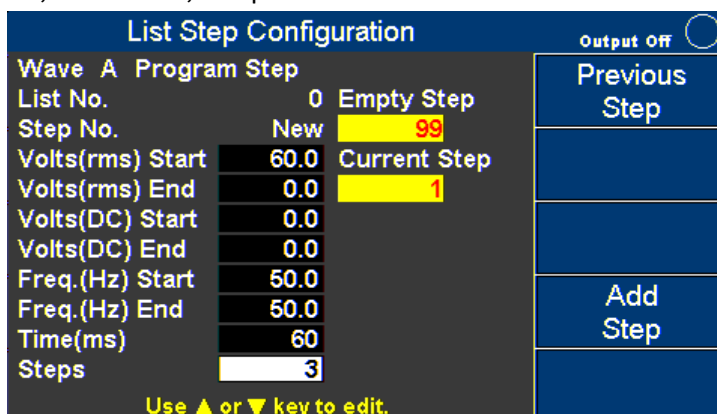 List Step Configuration
Output Off
Wave A Program Step
List No. 0 Empty Step
Step No. New 99
Volts(rms) Start 60.0 Current Step
Volts(rms) End 0.0 1
Volts(DC) Start 0.0
Volts(DC) End 0.0
Freq.(Hz) Start 50.0
Freq.(Hz) End 50.0
Time(ms) 60
Steps 3
Use ▲ or ▼ key to edit.
Previous
Step
Add
Step